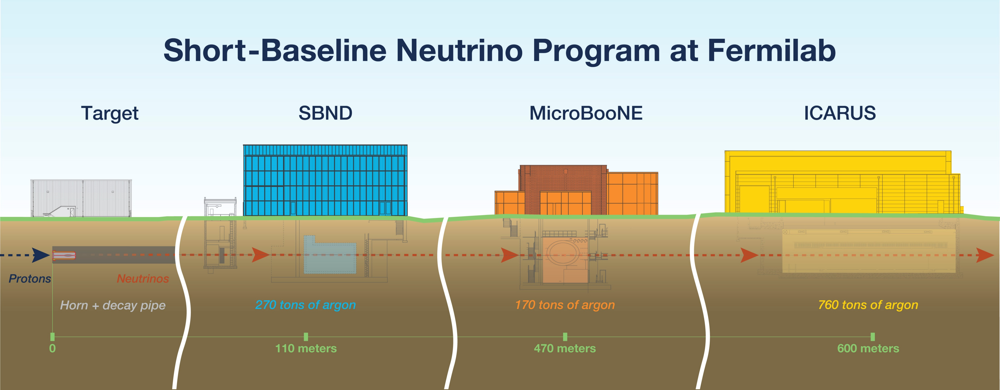 Short-Baseline Neutrino Program at Fermilab
Target
SBND
MicroBooNE
ICARUS
Protons
Neutrinos
Horn + decay pipe
270 tons of argon
170 tons of argon
760 tons of argon
0
110 meters
470 meters
600 meters